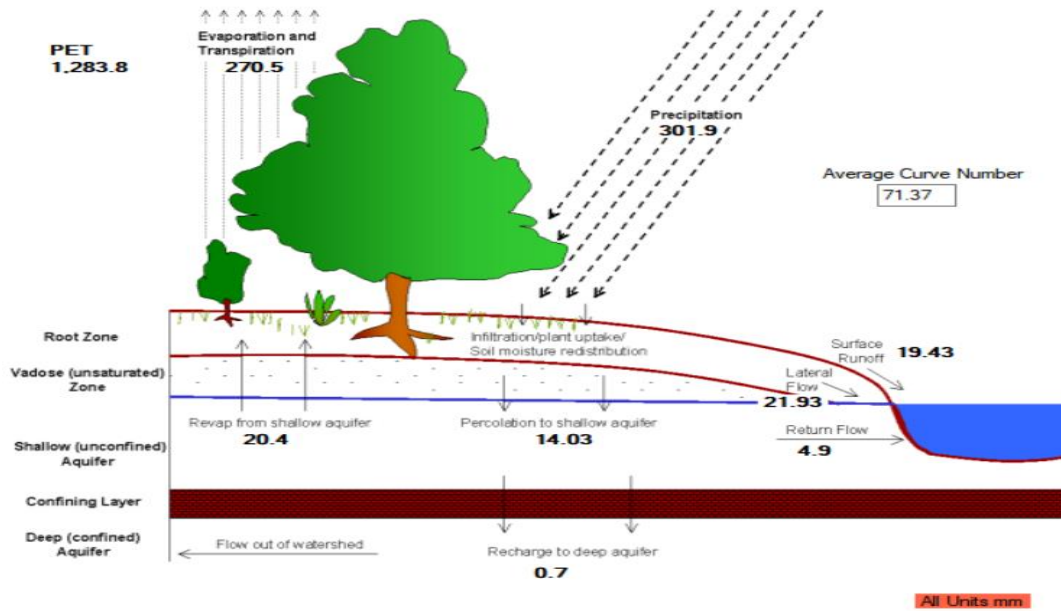 PET
1,283.8
Evaporation and
Transpiration
270.5
Precipitation
301.9
Average Curve Number
71.37
Root Zone
Infiltration/plant uptake/
Soil moisture redistribution
Surface
Runoff
19.43
Vadose (unsaturated)
Zone
Lateral
Flow
21.93
Revap from shallow aquifer
20.4
Percolation to shallow aquifer
14.03
Return Flow
4.9
Shallow (unconfined)
Aquifer
Confining Layer
Deep (confined)
Aquifer
Flow out of watershed
Recharge to deep aquifer
0.7
All Units mm